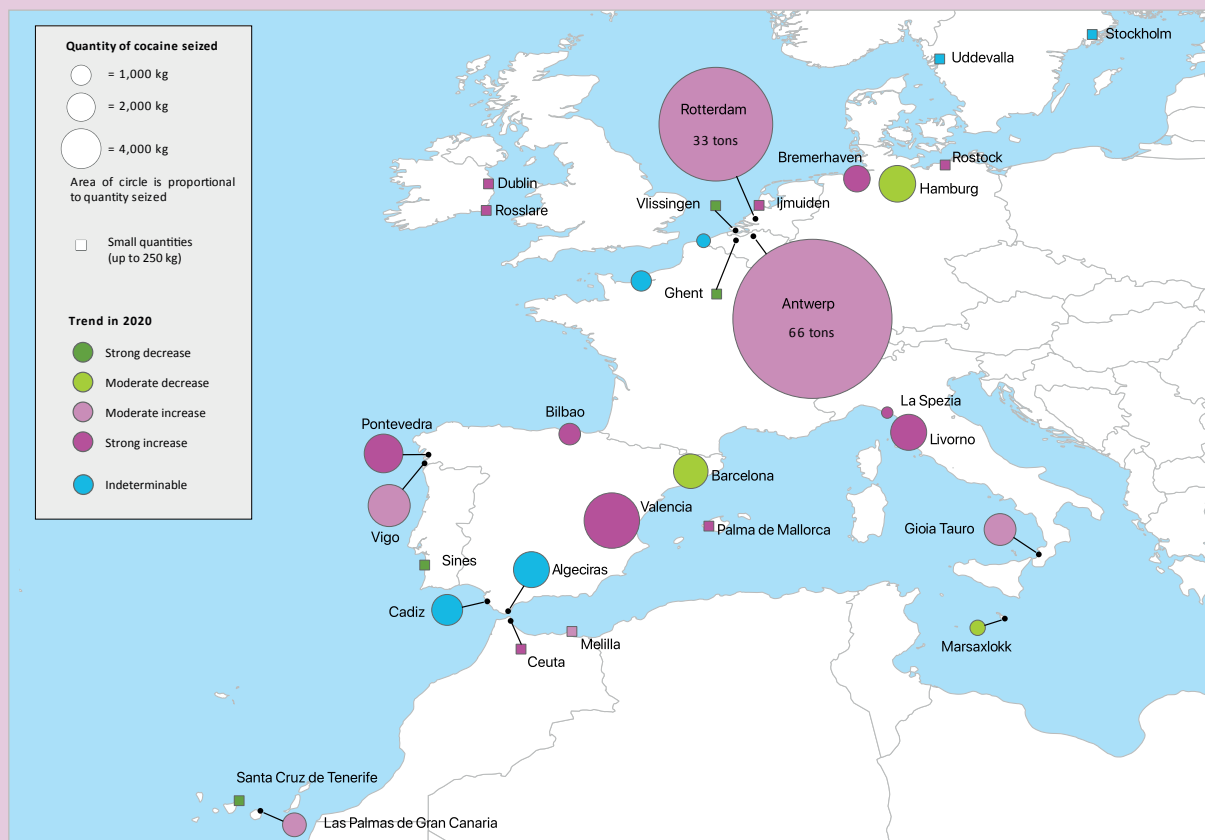 Quantity of cocaine seized
= 1,000 kg
= 2,000 kg
= 4,000 kg
Area of circle is proportional
to quantity seized
Small quantities
(up to 250 kg)
Trend in 2020
Strong decrease
Moderate decrease
Moderate increase
Strong increase
Indeterminable
Stockholm
Uddevalla
Rotterdam
33 tons
Bremerhaven
Rostock
Hamburg
Dublin
Rosslare
Vlissingen
Ijmuiden
Ghent
Antwerp
66 tons
La Spezia
Livorno
Bilbao
Pontevedra
Barcelona
Vigo
Valencia
Palma de Mallorca
Gioia Tauro
Sines
Algeciras
Cadiz
Melilla
Ceuta
Marsaxlokk
Santa Cruz de Tenerife
Las Palmas de Gran Canaria